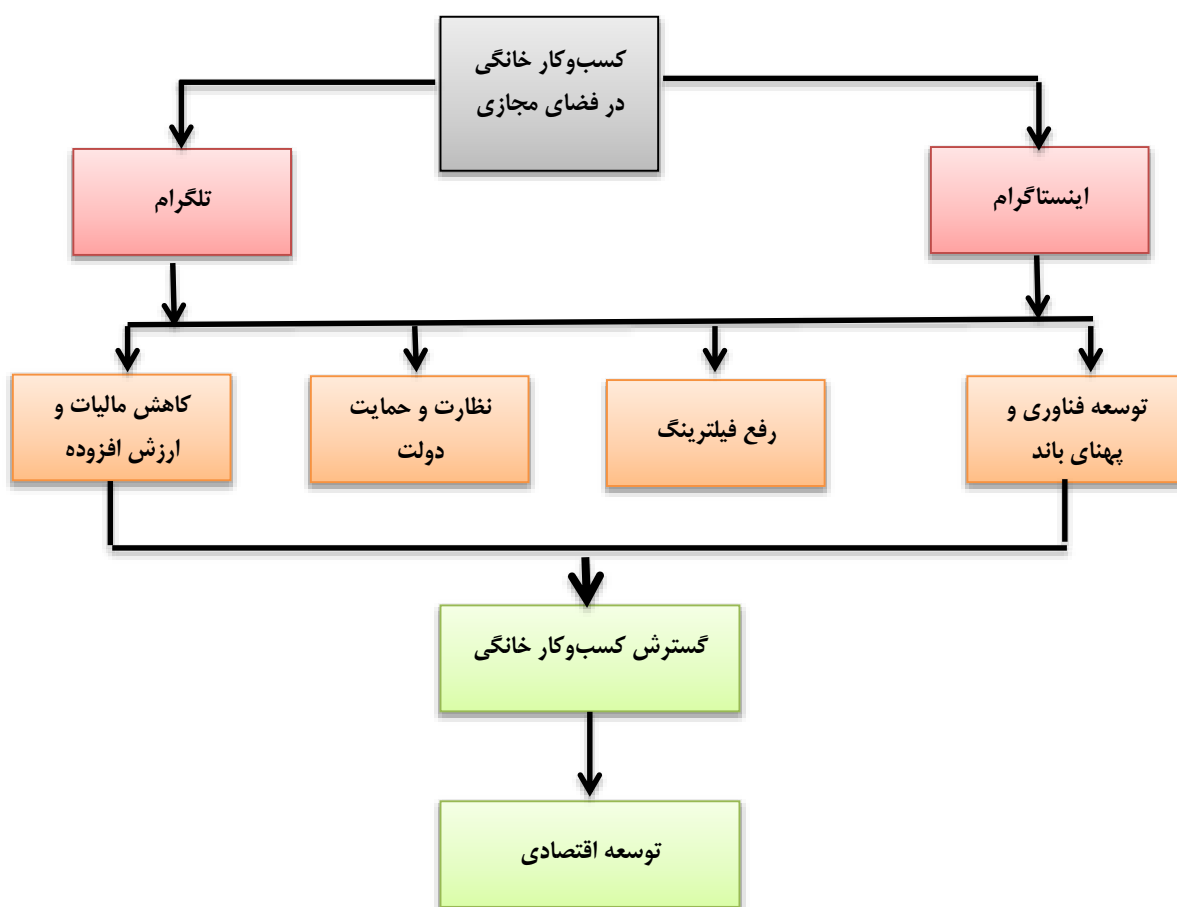 کسب‌وکار خانگی
در فضای مجازی
اینستاگرام
تلگرام
توسعه فناوری و
پهنای باند
رفع فیلترینگ
نظارت و حمایت
دولت
کاهش مالیات و
ارزش افزوده
گسترش کسب‌وکار خانگی
توسعه اقتصادی